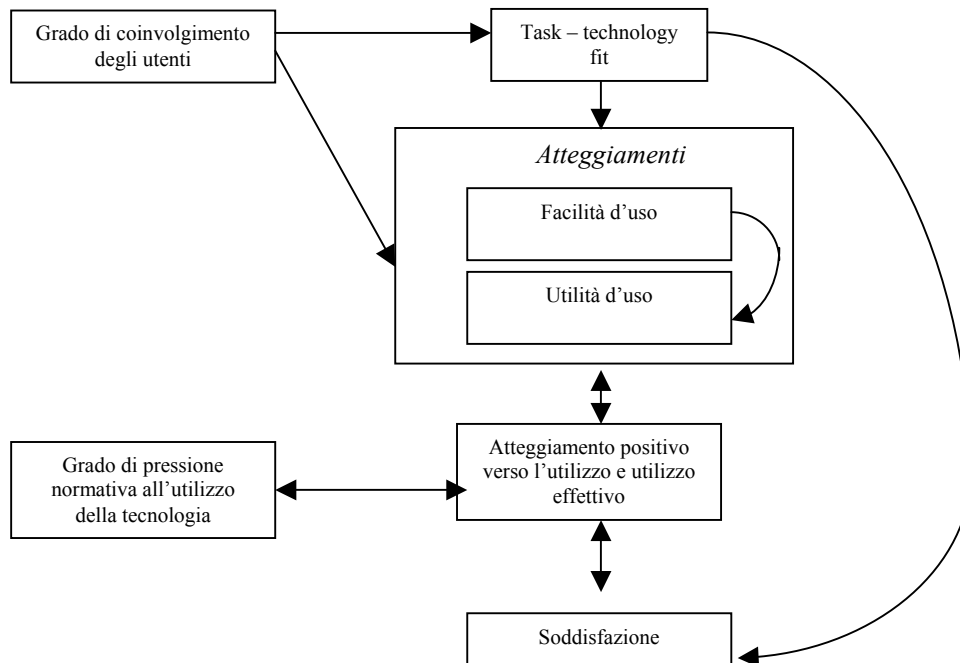 Grado di coinvolgimento
degli utenti
Task – technology
fit
Atteggiamenti
Facilità d’uso
Utilità d’uso
Grado di pressione
normativa all’utilizzo
della tecnologia
Atteggiamento positivo
verso l’utilizzo e utilizzo
effettivo
Soddisfazione